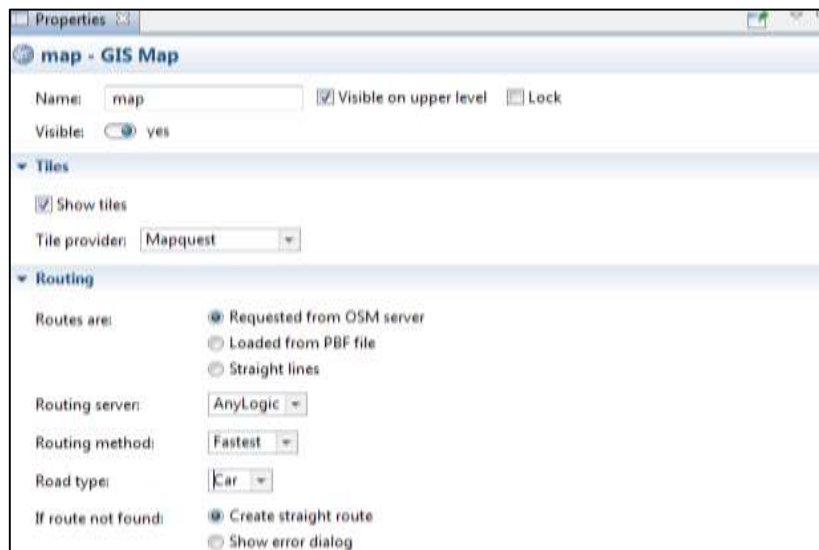 Properties
map - GIS Map
Name: map Visible on upper level Lock
Visible: yes
Tiles
Show tiles
Tile provider: Mapquest
Routing
Routes are: Requested from OSM server
Loaded from PBF file
Straight lines
Routing server: AnyLogic
Routing method: Fastest
Road type: Car
If route not found: Create straight route
Show error dialog